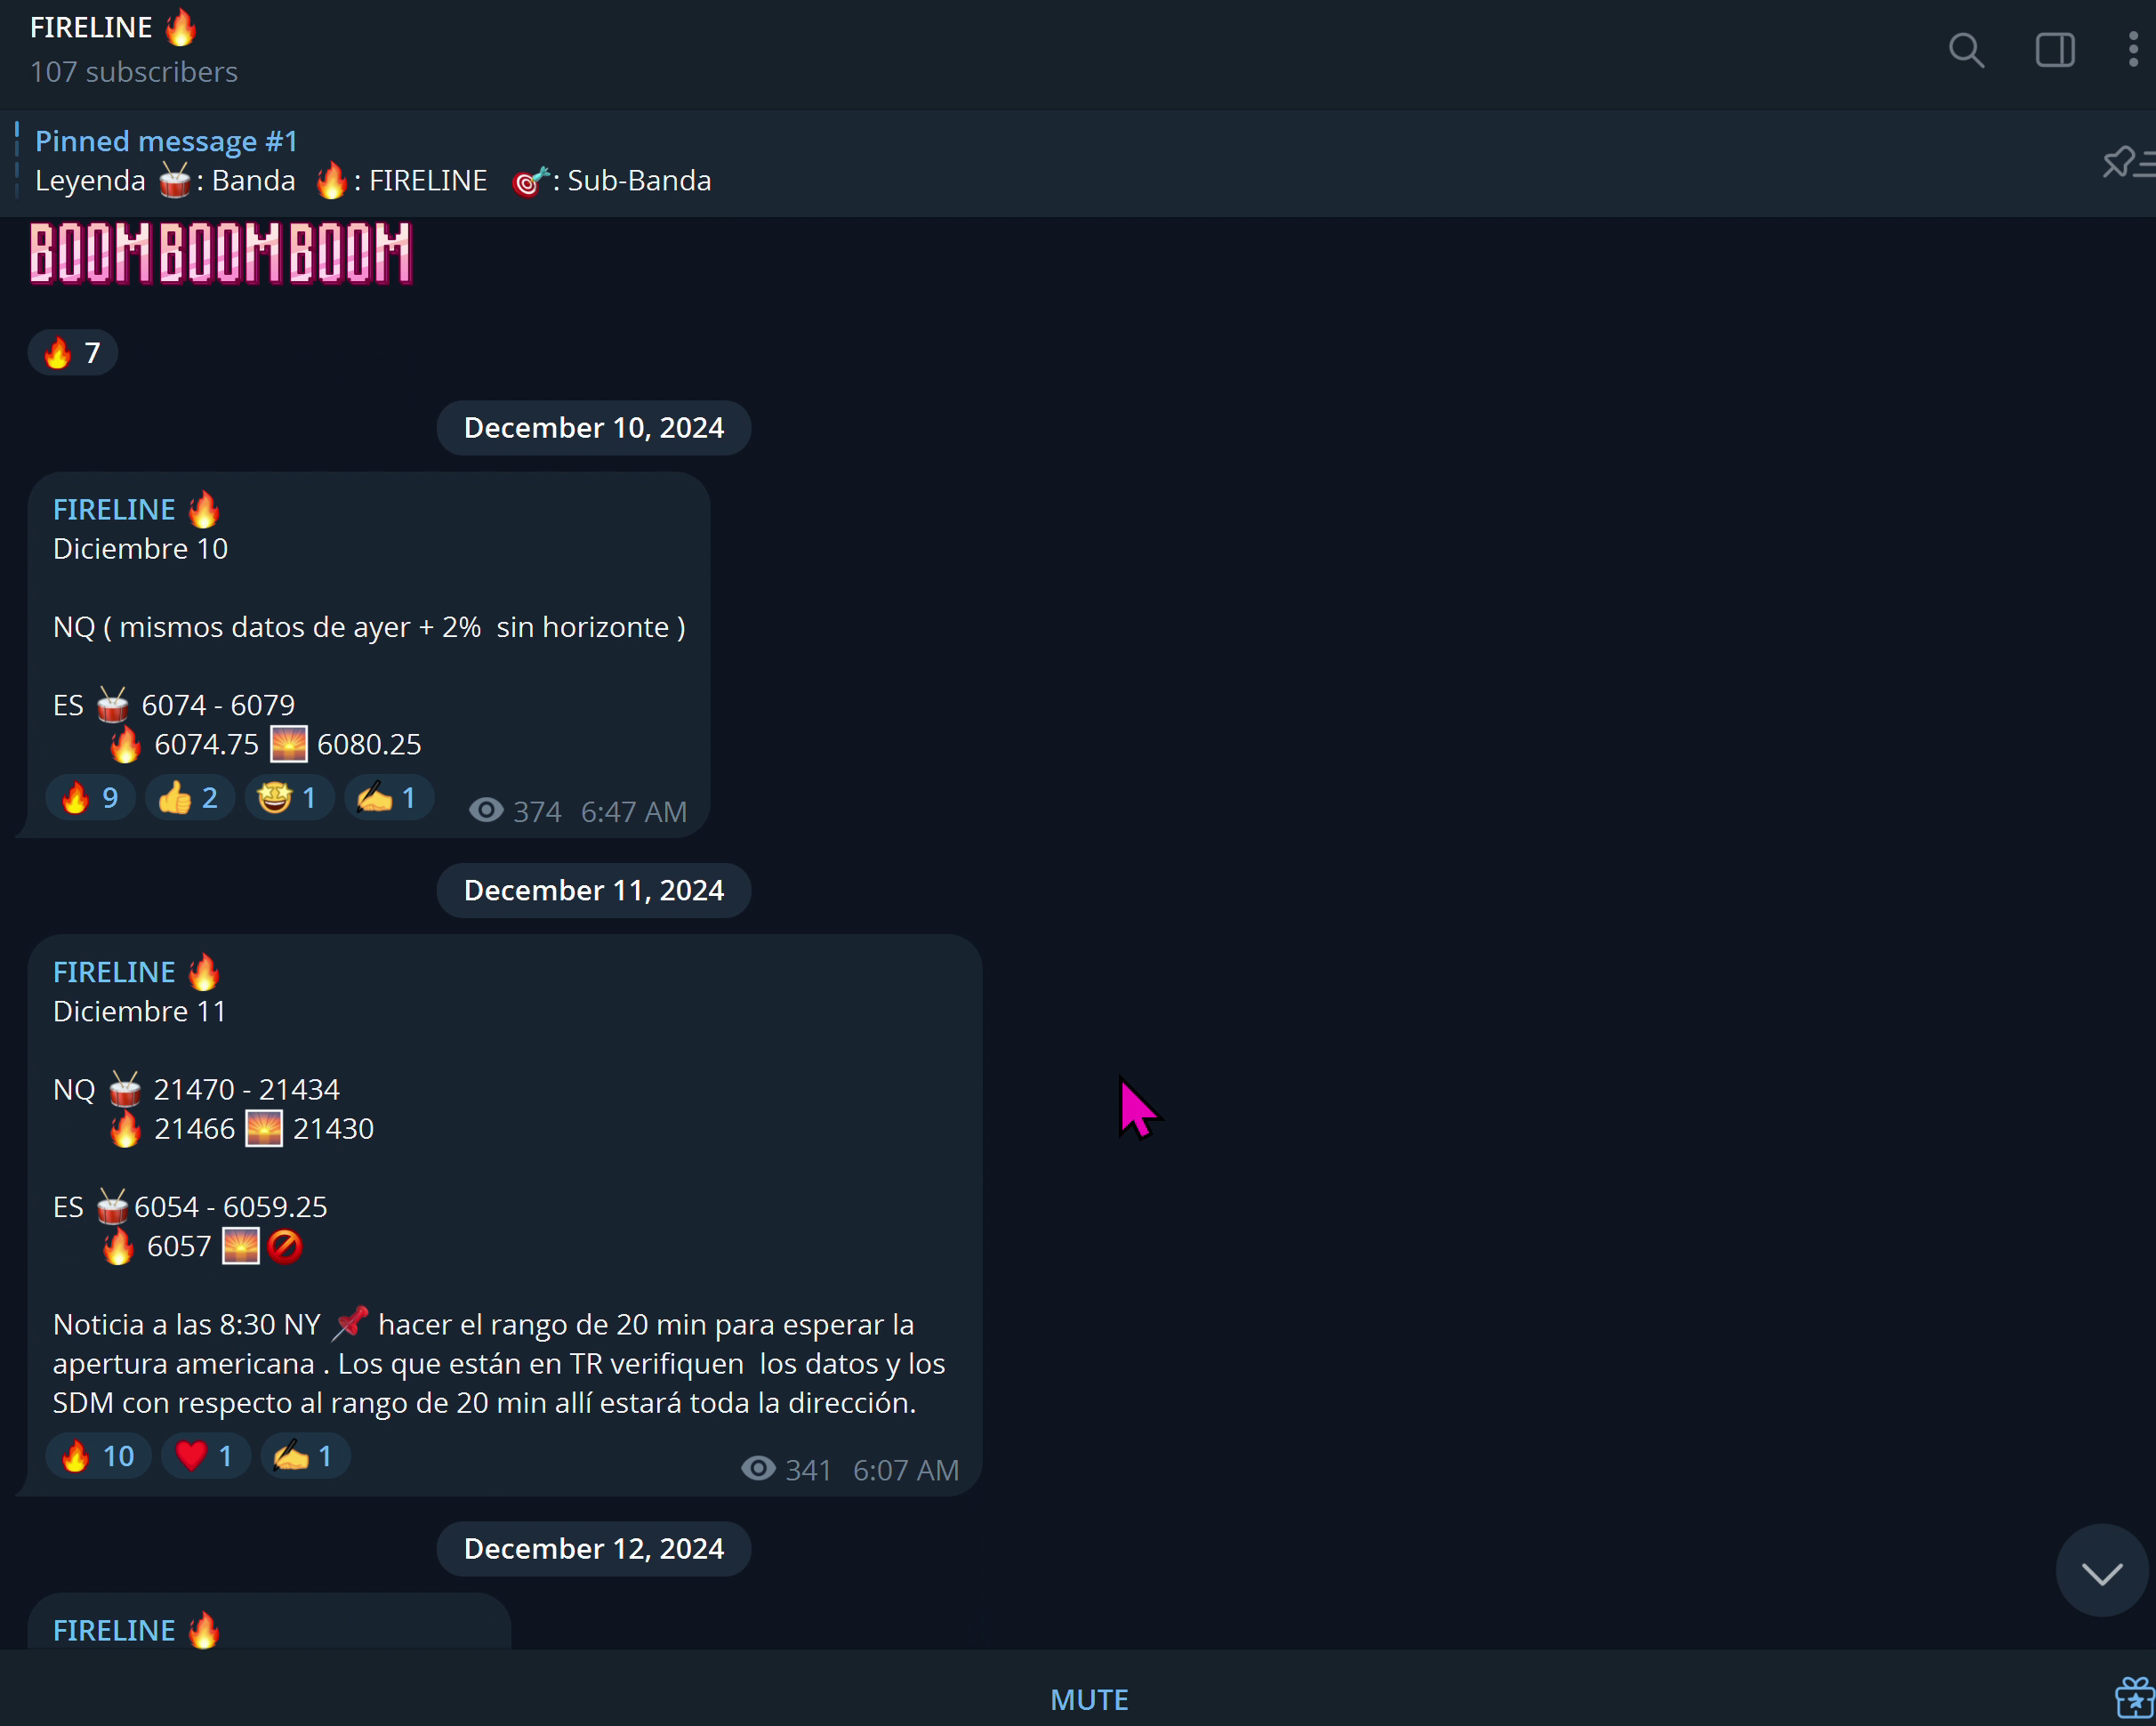 FIRELINE 🔥
107 subscribers
Pinned message #1
Leyenda 🥁: Banda 🔥: FIRELINE 🎯: Sub-Banda
BOOM BOOM BOOM
🔥 7
December 10, 2024
FIRELINE 🔥
Diciembre 10
NQ ( mismos datos de ayer + 2%  sin horizonte )
ES 🥁 6074 - 6079
🔥 6074.75 🌅 6080.25
🔥 9 👍 2 🤩 1 ✍ 1 374 6:47 AM
December 11, 2024
FIRELINE 🔥
Diciembre 11
NQ 🥁 21470 - 21434
🔥 21466 🌅 21430
ES 🥁6054 - 6059.25
🔥 6057 🌅🚫
Noticia a las 8:30 NY 📌 hacer el rango de 20 min para esperar la
apertura americana . Los que están en TR verifiquen  los datos y los
SDM con respecto al rango de 20 min allí estará toda la dirección.
🔥 10 ❤ 1 ✍ 1 341 6:07 AM
December 12, 2024
FIRELINE 🔥
MUTE